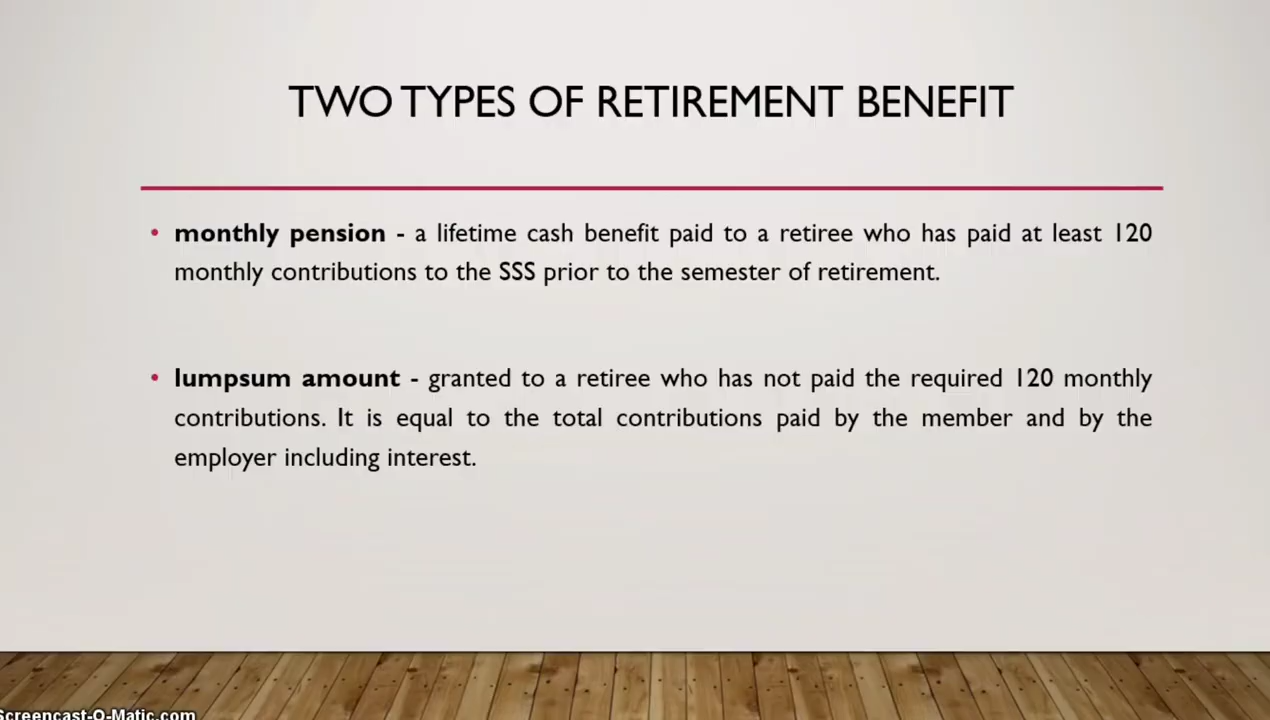 TWO TYPES OF RETIREMENT BENEFIT
• monthly pension - a lifetime cash benefit paid to a retiree who has paid at least 120
monthly contributions to the SSS prior to the semester of retirement.
• lumpsum amount - granted to a retiree who has not paid the required 120 monthly
contributions. It is equal to the total contributions paid by the member and by the
employer including interest.
Screencast-O-Matic.com